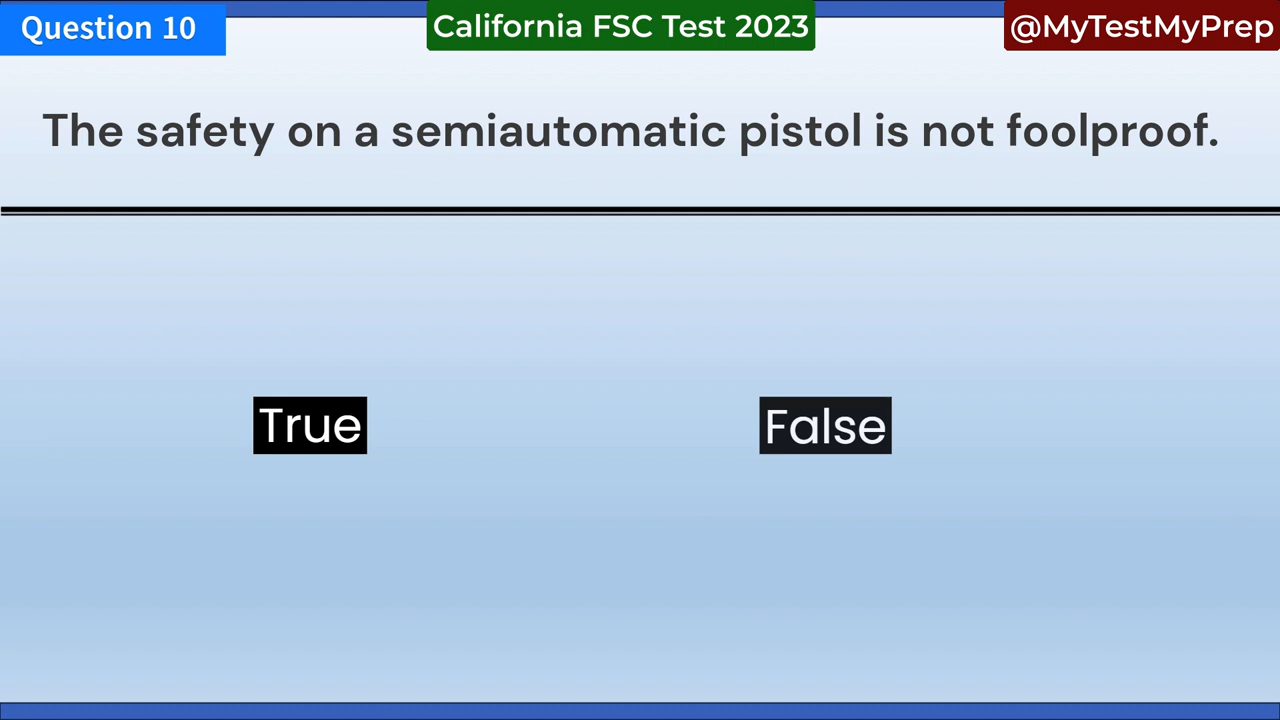 Question 10
California FSC Test 2023
@MyTestMyPrep
The safety on a semiautomatic pistol is not foolproof.
True
False